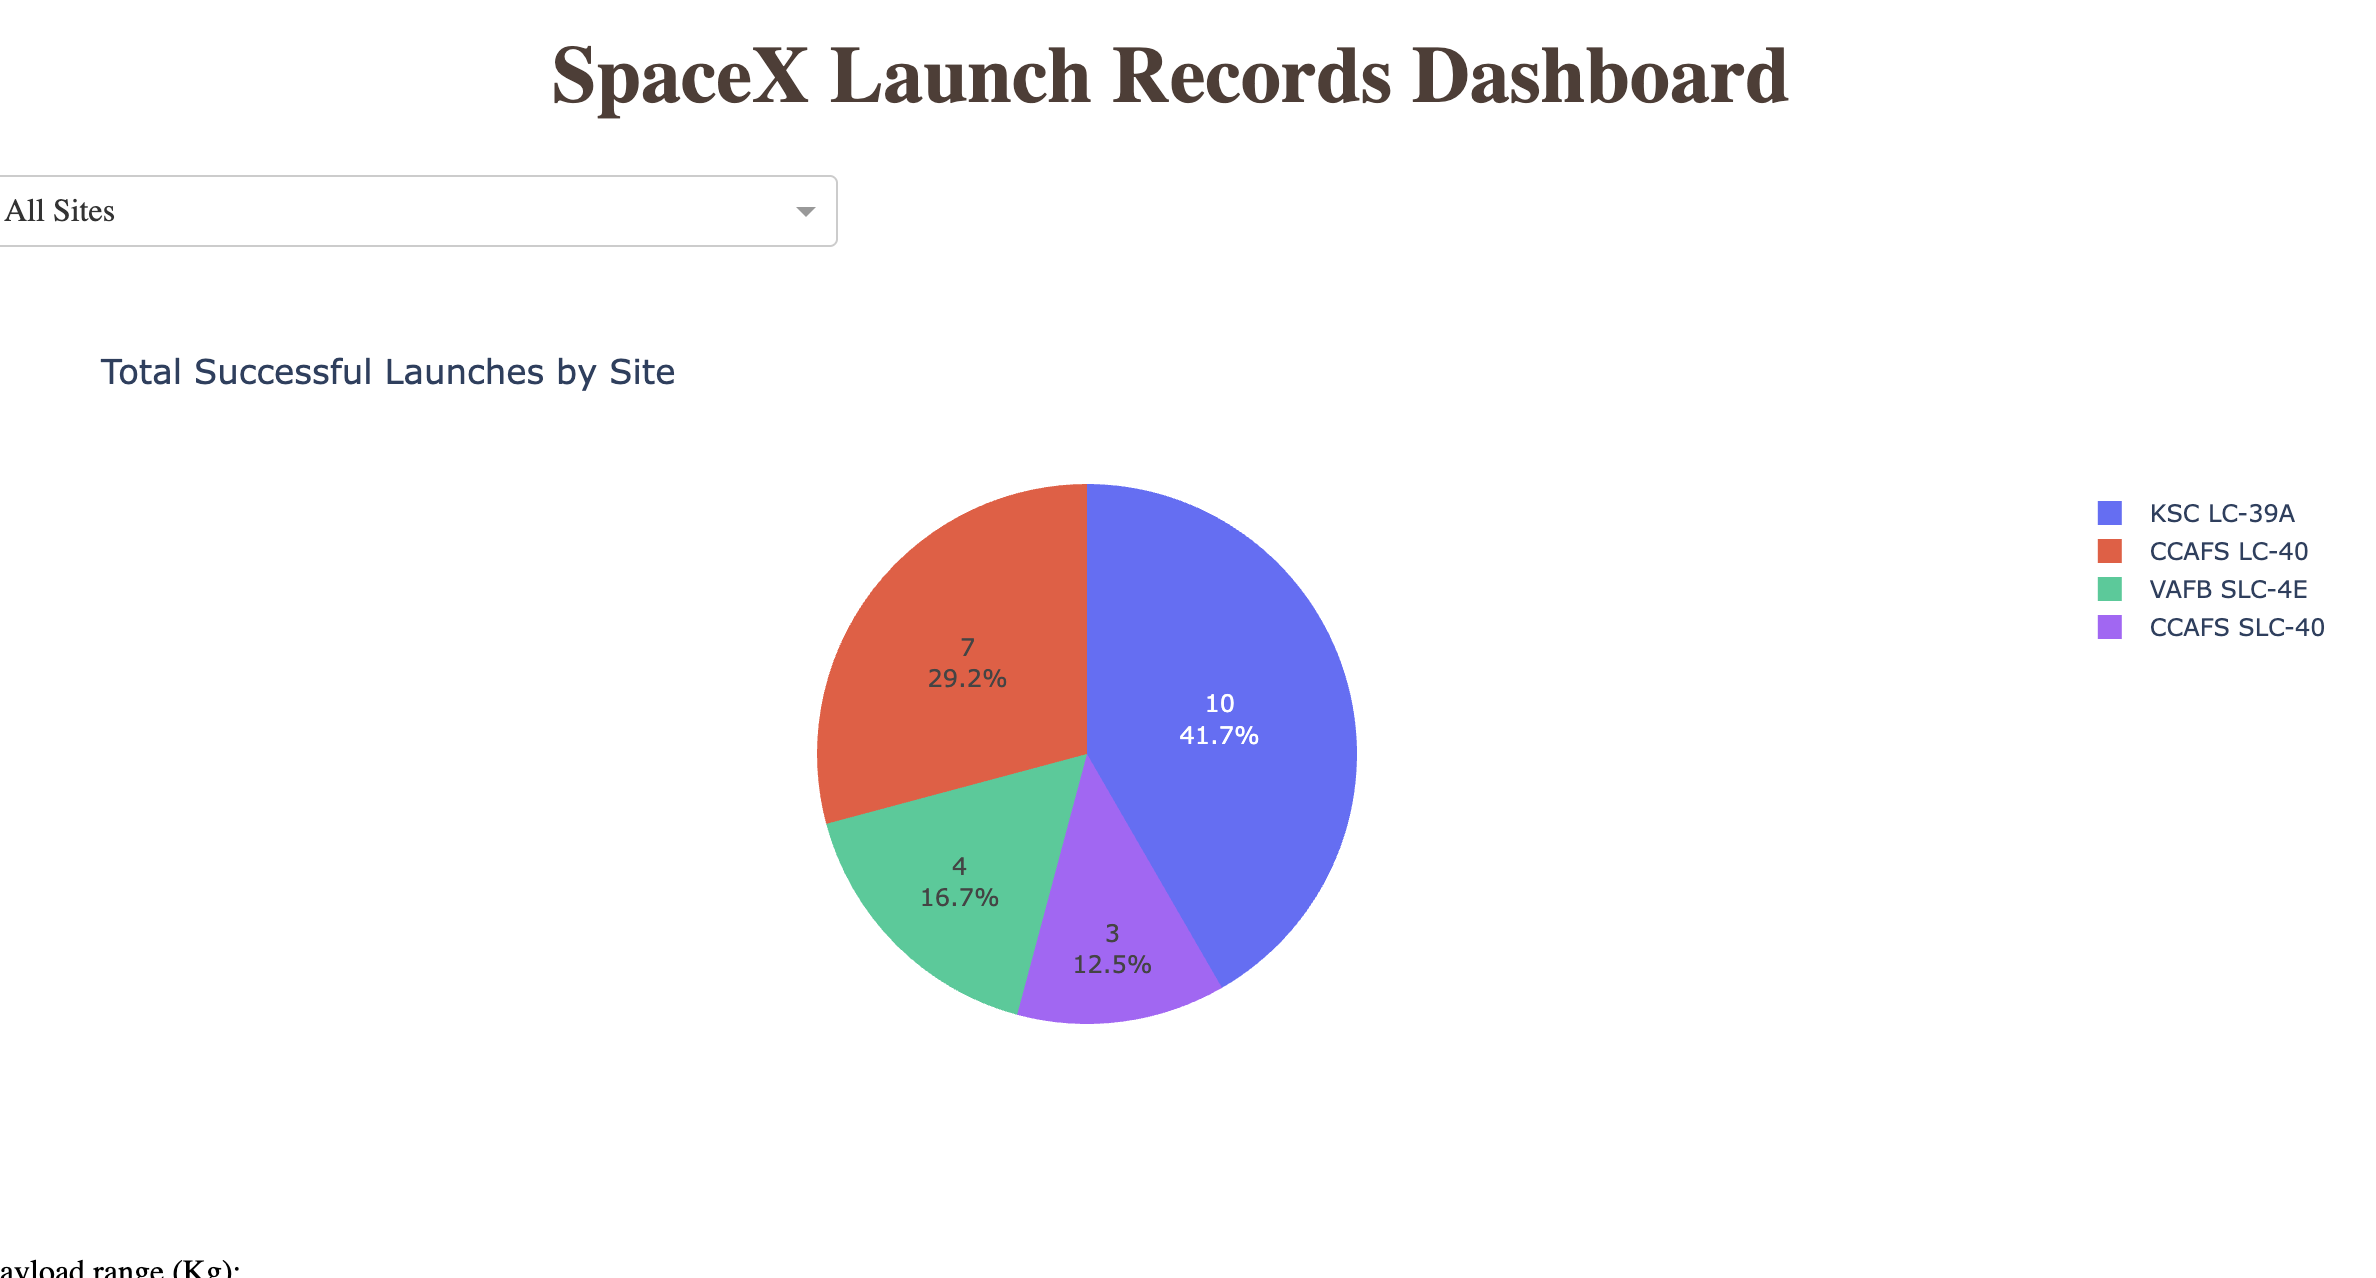 SpaceX Launch Records Dashboard
All Sites
Total Successful Launches by Site
KSC LC-39A
CCAFS LC-40
VAFB SLC-4E
CCAFS SLC-40
7
29.2%
10
41.7%
4
16.7%
3
12.5%
ayload range (Kg):